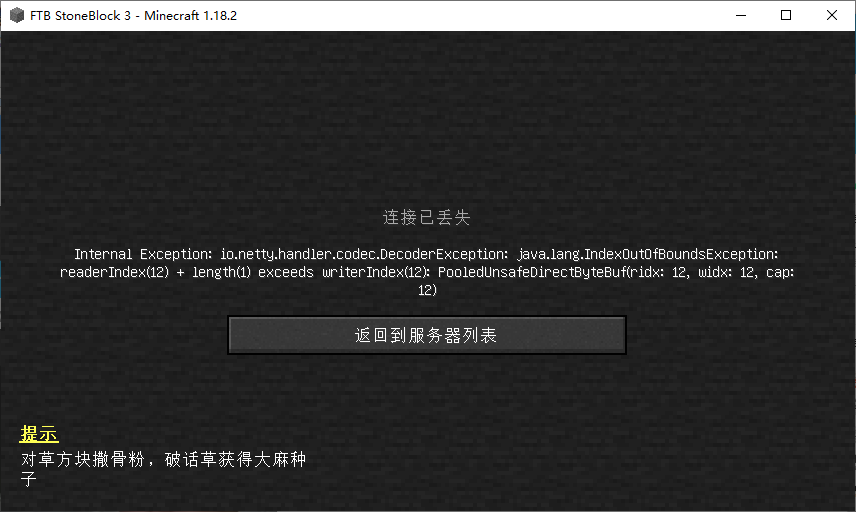 FTB StoneBlock 3 - Minecraft 1.18.2
连接已丢失
Internal Exception: io.netty.handler.codec.DecoderException: java.lang.IndexOutOfBoundsException:
readerIndex(12) + length(1) exceeds writerIndex(12): PooledUnsafeDirectByteBuf(ridx: 12, widx: 12, cap:
12)
返回到服务器列表
提示
对草方块撒骨粉，破话草获得大麻种
子